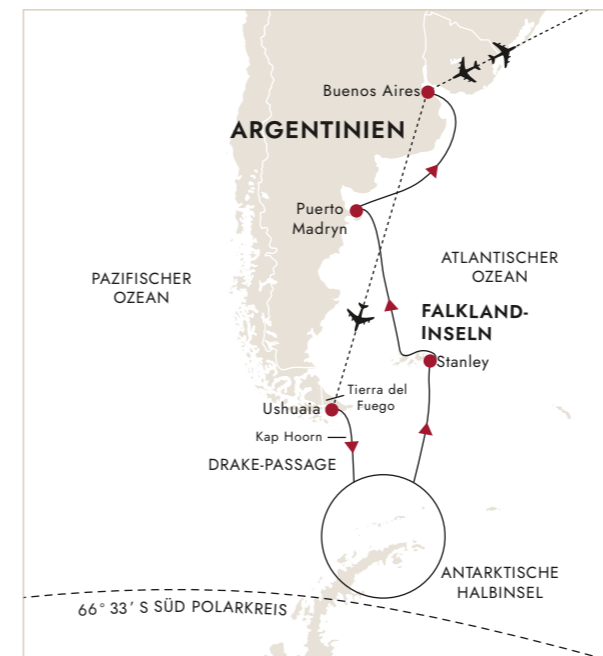 Buenos Aires
ARGENTINIEN
Puerto
Madryn
ATLANTISCHER
OZEAN
PAZIFISCHER
OZEAN
FALKLAND-
INSELN
Stanley
Tierra del
Fuego
Ushuaia
Kap Hoorn
DRAKE-PASSAGE
ANTARKTISCHE
HALBINSEL
66° 33´ S SÜD POLARKREIS